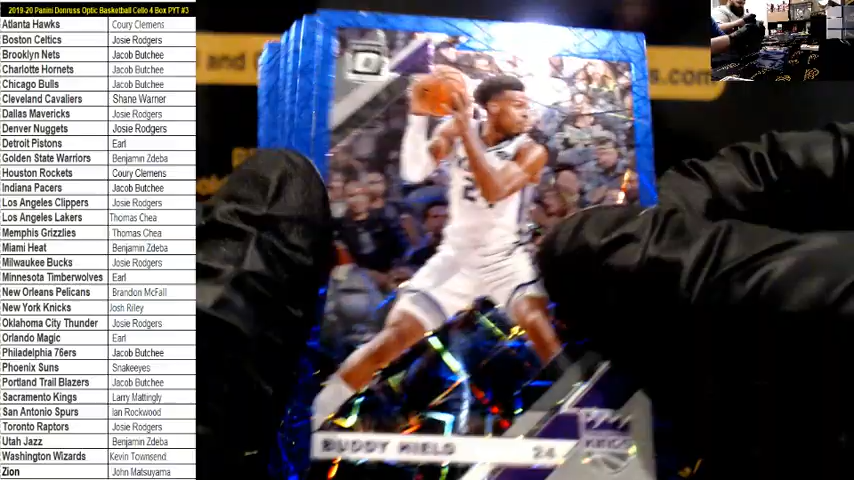 2019-20 Panini Donruss Optic Basketball Cello 4 Box PYT #3
Atlanta Hawks Coury Clemens
Boston Celtics Josie Rodgers
Brooklyn Nets Jacob Butchee
Charlotte Hornets Jacob Butchee
Chicago Bulls Jacob Butchee
Cleveland Cavaliers Shane Warner
Dallas Mavericks Josie Rodgers
Denver Nuggets Josie Rodgers
Detroit Pistons Earl
Golden State Warriors Benjamin Zdeba
Houston Rockets Coury Clemens
Indiana Pacers Jacob Butchee
Los Angeles Clippers Josie Rodgers
Los Angeles Lakers Thomas Chea
Memphis Grizzlies Thomas Chea
Miami Heat Benjamin Zdeba
Milwaukee Bucks Josie Rodgers
Minnesota Timberwolves Earl
New Orleans Pelicans Brandon McFall
New York Knicks Josh Riley
Oklahoma City Thunder Josie Rodgers
Orlando Magic Earl
Philadelphia 76ers Jacob Butchee
Phoenix Suns Snakeeyes
Portland Trail Blazers Jacob Butchee
Sacramento Kings Larry Mattingly
San Antonio Spurs Ian Rockwood
Toronto Raptors Josie Rodgers
Utah Jazz Benjamin Zdeba
Washington Wizards Kevin Townsend
Zion John Matsuyama
and
s.com
BUDDY HIELD 24
KINGS